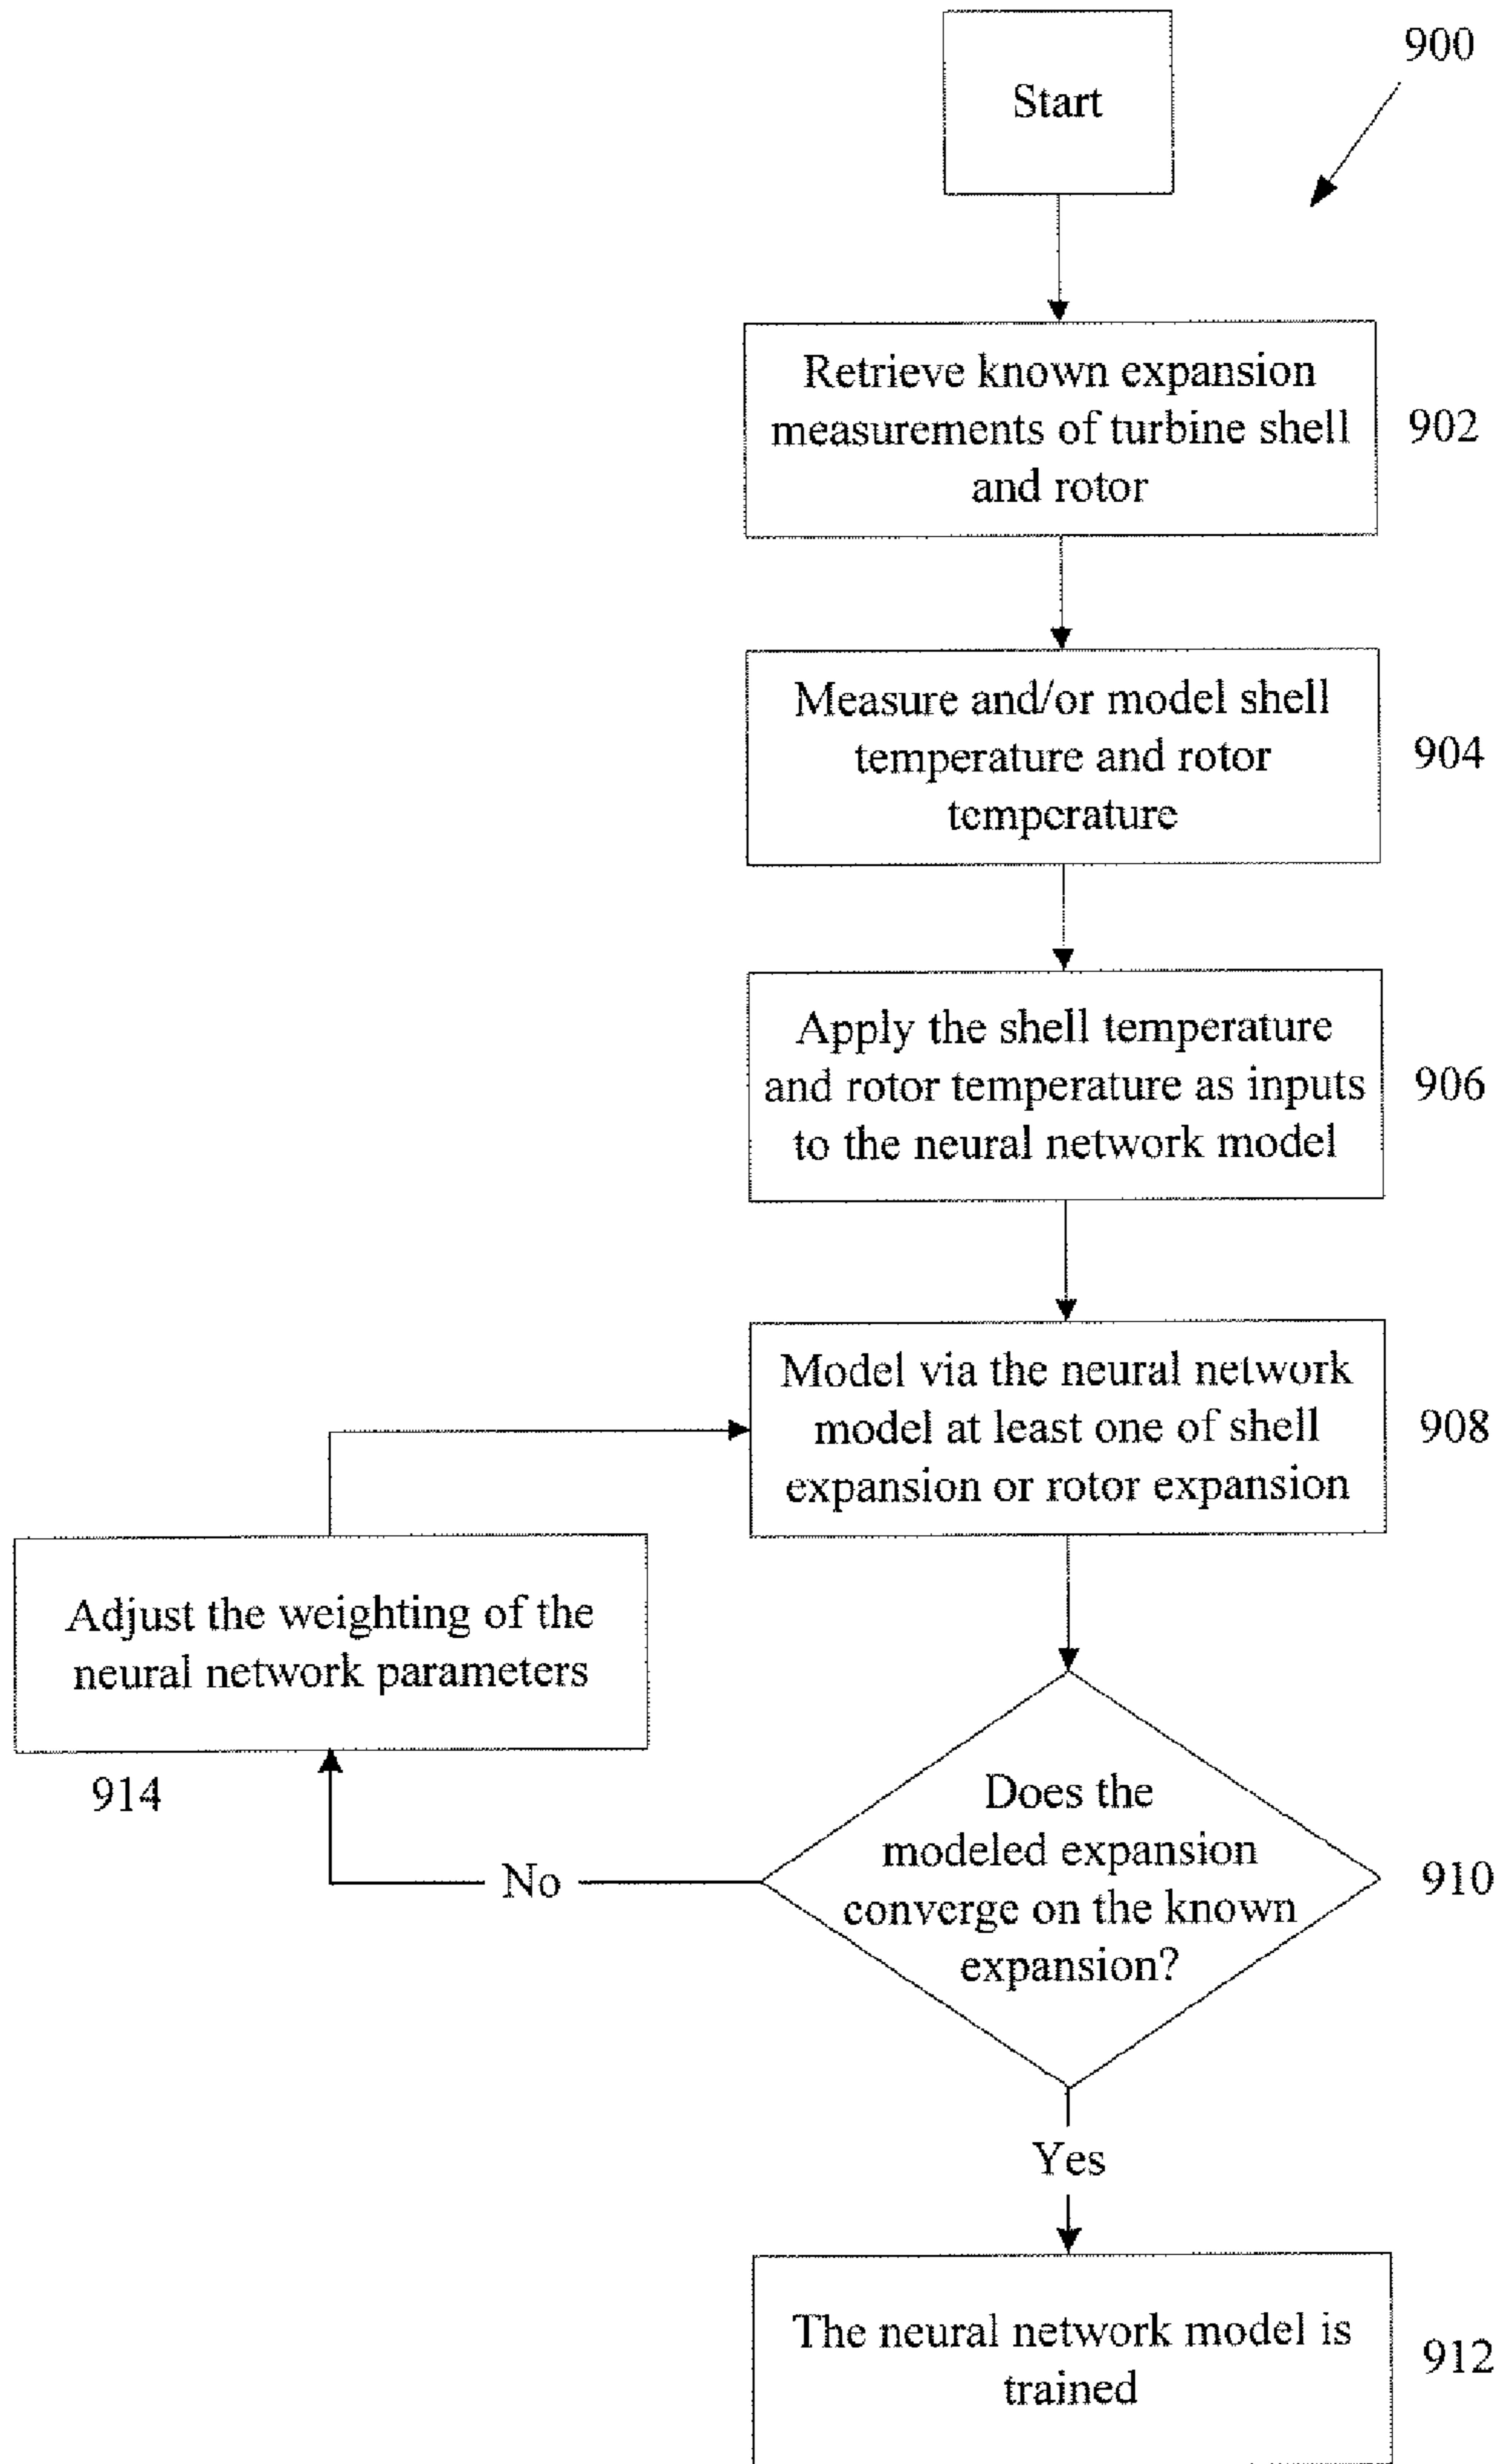 900
Start
Retrieve known expansion
measurements of turbine shell
and rotor
902
Measure and/or model shell
temperature and rotor
temperature
904
Apply the shell temperature
and rotor temperature as inputs
to the neural network model
906
Model via the neural network
model at least one of shell
expansion or rotor expansion
908
Adjust the weighting of the
neural network parameters
914
Does the
modeled expansion
converge on the known
expansion?
910
No
Yes
The neural network model is
trained
912